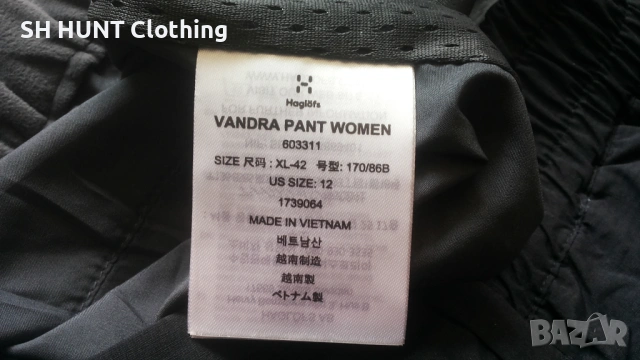 SH HUNT Clothing
Haglöfs
VANDRA PANT WOMEN
603311
SIZE 尺码 : XL-42 号型: 170/86B
US SIZE: 12
1739064
MADE IN VIETNAM
베트남산
越南制造
越南製
ベトナム製
BAZAR